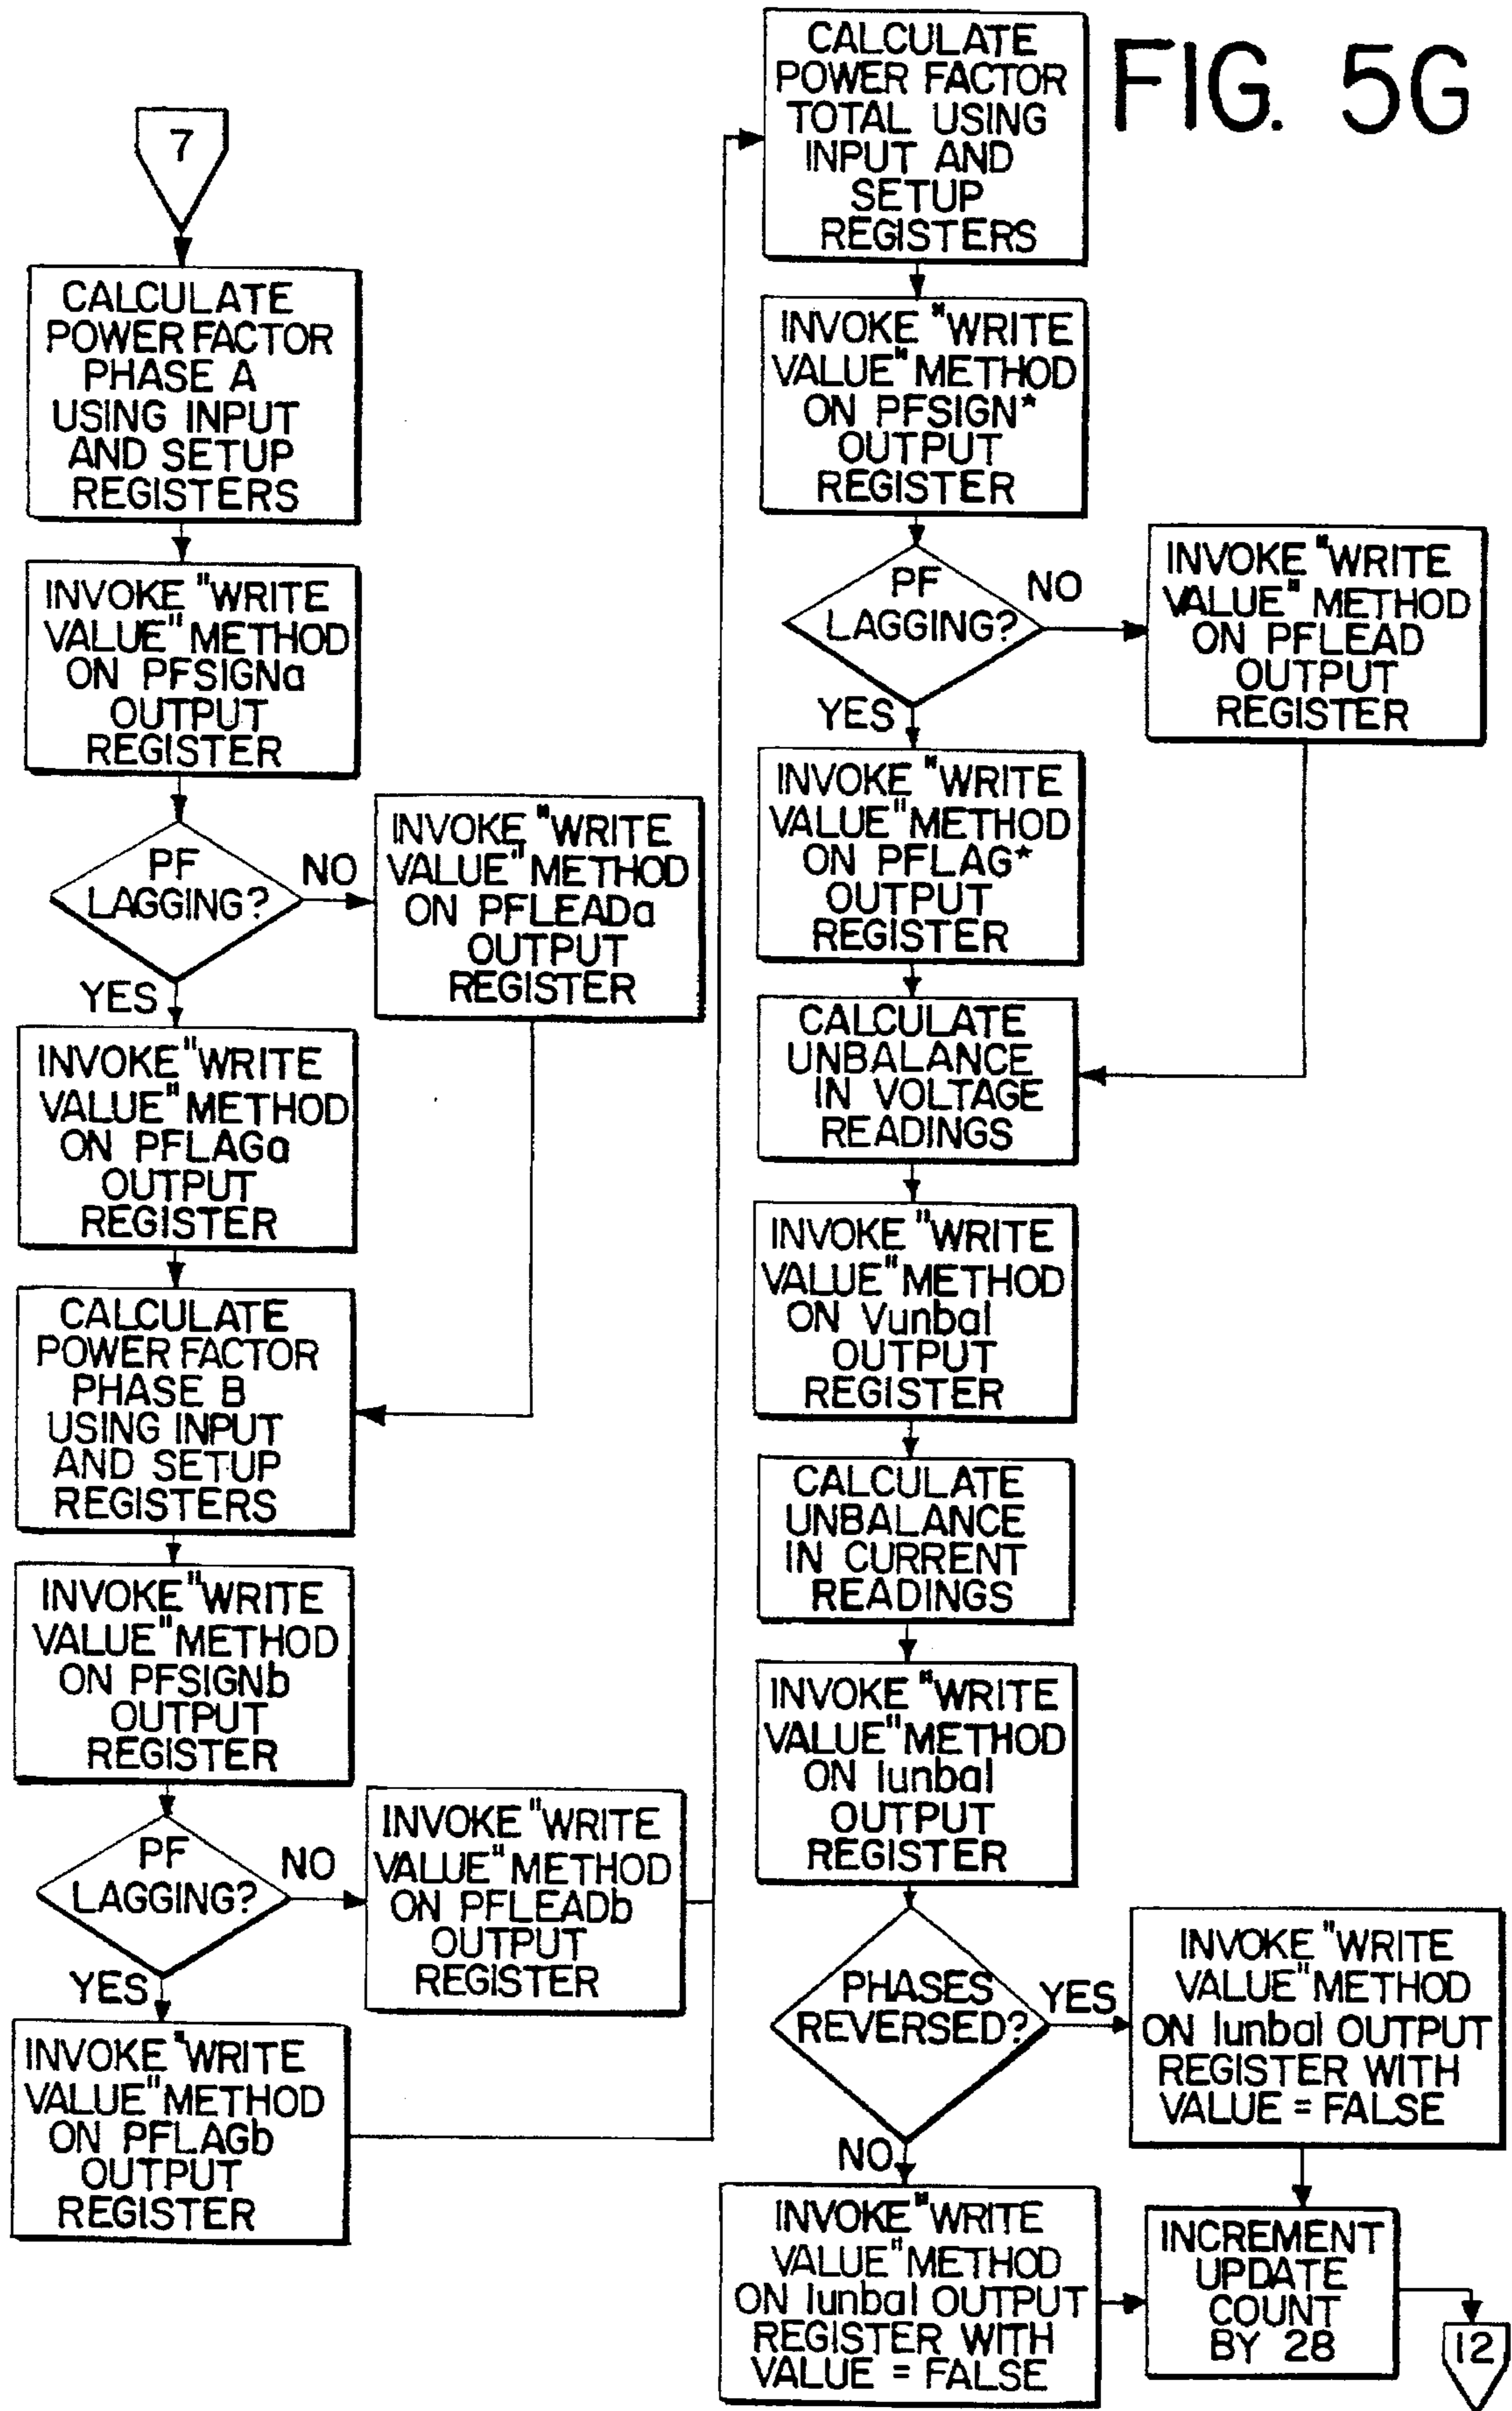 FIG. 5G
7
CALCULATE
POWER FACTOR
PHASE A
USING INPUT
AND SETUP
REGISTERS
INVOKE "WRITE
VALUE" METHOD
ON PFSIGNa
OUTPUT
REGISTER
PF
LAGGING?
NO
YES
INVOKE "WRITE
VALUE" METHOD
ON PFLEADa
OUTPUT
REGISTER
INVOKE "WRITE
VALUE" METHOD
ON PFLAGa
OUTPUT
REGISTER
CALCULATE
POWER FACTOR
PHASE B
USING INPUT
AND SETUP
REGISTERS
INVOKE "WRITE
VALUE" METHOD
ON PFSIGNb
OUTPUT
REGISTER
PF
LAGGING?
NO
YES
INVOKE "WRITE
VALUE" METHOD
ON PFLEADb
OUTPUT
REGISTER
INVOKE "WRITE
VALUE" METHOD
ON PFLAGb
OUTPUT
REGISTER
CALCULATE
POWER FACTOR
TOTAL USING
INPUT AND
SETUP
REGISTERS
INVOKE "WRITE
VALUE" METHOD
ON PFSIGN*
OUTPUT
REGISTER
PF
LAGGING?
NO
YES
INVOKE "WRITE
VALUE" METHOD
ON PFLEAD
OUTPUT
REGISTER
INVOKE "WRITE
VALUE" METHOD
ON PFLAG*
OUTPUT
REGISTER
CALCULATE
UNBALANCE
IN VOLTAGE
READINGS
INVOKE "WRITE
VALUE" METHOD
ON Vunbal
OUTPUT
REGISTER
CALCULATE
UNBALANCE
IN CURRENT
READINGS
INVOKE "WRITE
VALUE" METHOD
ON Iunbal
OUTPUT
REGISTER
PHASES
REVERSED?
YES
NO
INVOKE "WRITE
VALUE" METHOD
ON Iunbal OUTPUT
REGISTER WITH
VALUE = FALSE
INVOKE "WRITE
VALUE" METHOD
ON Iunbal OUTPUT
REGISTER WITH
VALUE = FALSE
INCREMENT
UPDATE
COUNT
BY 28
12